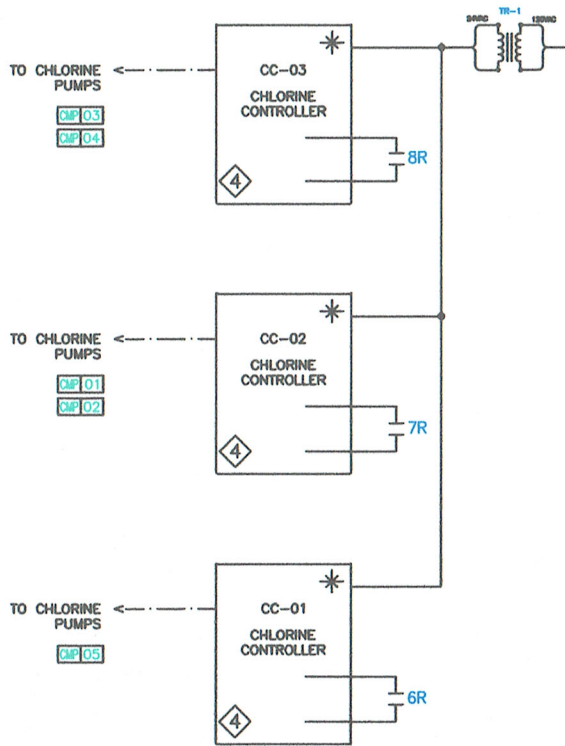 TR-1
24VAC 120VAC
TO CHLORINE
PUMPS
CMP 03
CMP 04
CC-03
CHLORINE
CONTROLLER
4
8R
TO CHLORINE
PUMPS
CMP 01
CMP 02
CC-02
CHLORINE
CONTROLLER
4
7R
TO CHLORINE
PUMPS
CMP 05
CC-01
CHLORINE
CONTROLLER
4
6R